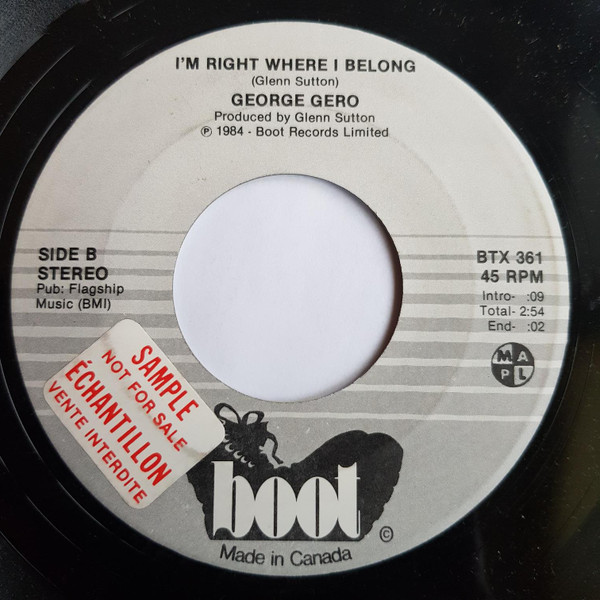 I'M RIGHT WHERE I BELONG
(Glenn Sutton)
GEORGE GERO
Produced by Glenn Sutton
℗ 1984 - Boot Records Limited
SIDE B
STEREO
Pub: Flagship
Music (BMI)
BTX 361
45 RPM
Intro- :09
Total- 2:54
End- :02
M A
P L
SAMPLE
NOT FOR SALE
ÉCHANTILLON
VENTE INTERDITE
boot
©
Made in Canada